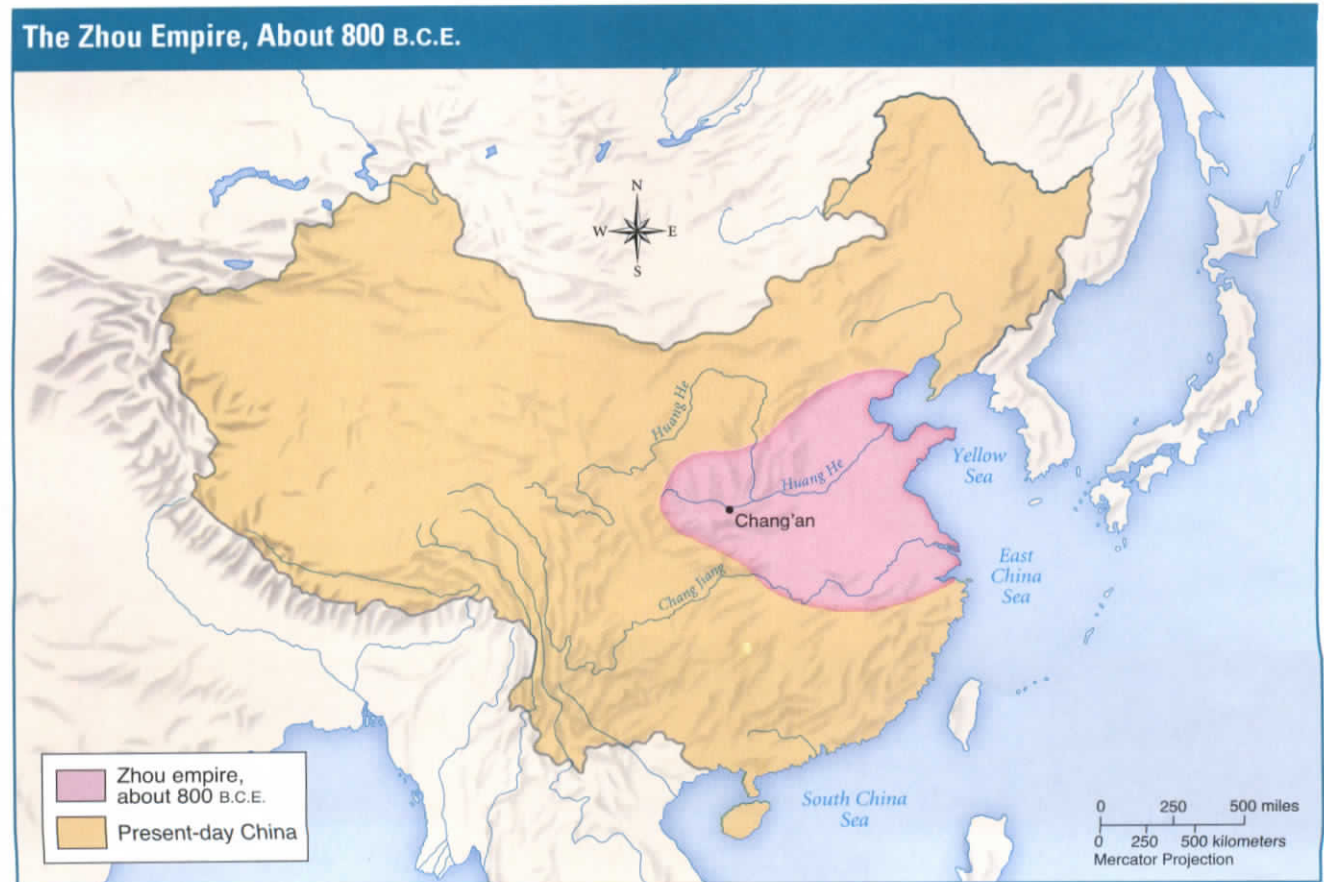 The Zhou Empire, About 800 B.C.E.
N
W E
S
Huang He
Huang He
Yellow
Sea
Chang'an
East
China
Sea
Chang Jiang
Zhou empire,
about 800 B.C.E.
Present-day China
South China
Sea
0 250 500 miles
0 250 500 kilometers
Mercator Projection